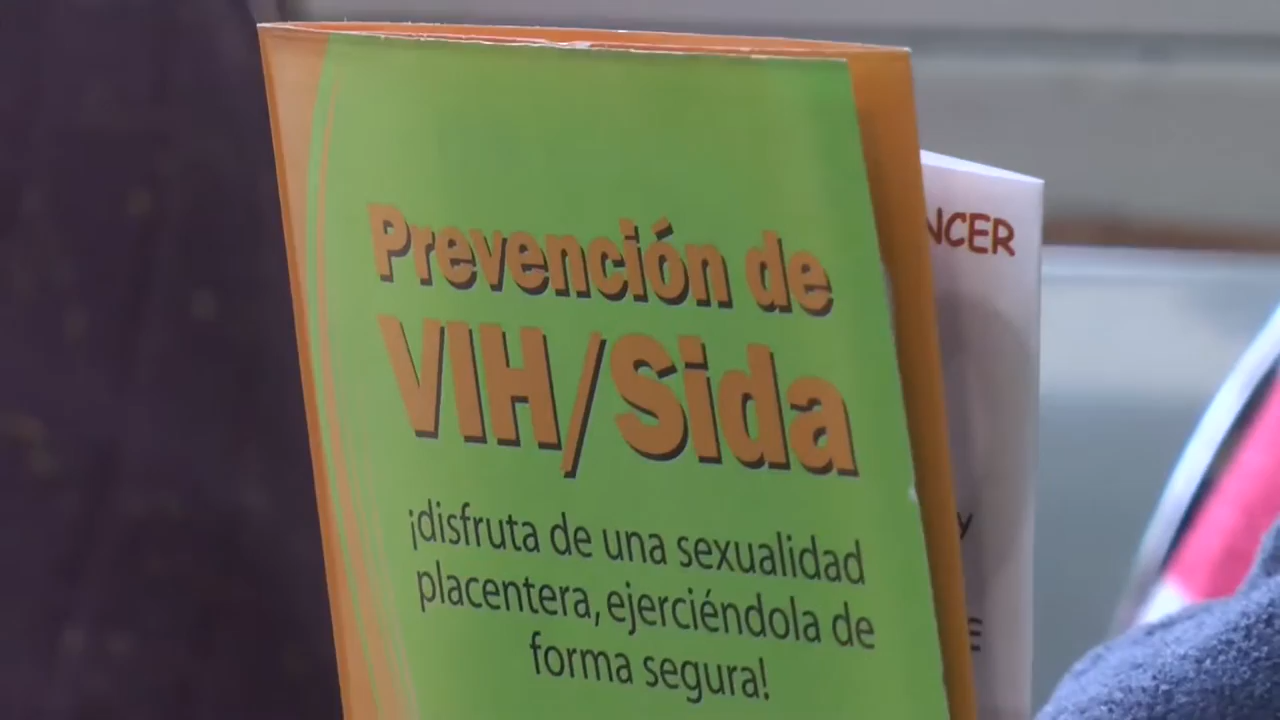 Prevención de
VIH/Sida
¡disfruta de una sexualidad
placentera, ejerciéndola de
forma segura!
NCER
y
E